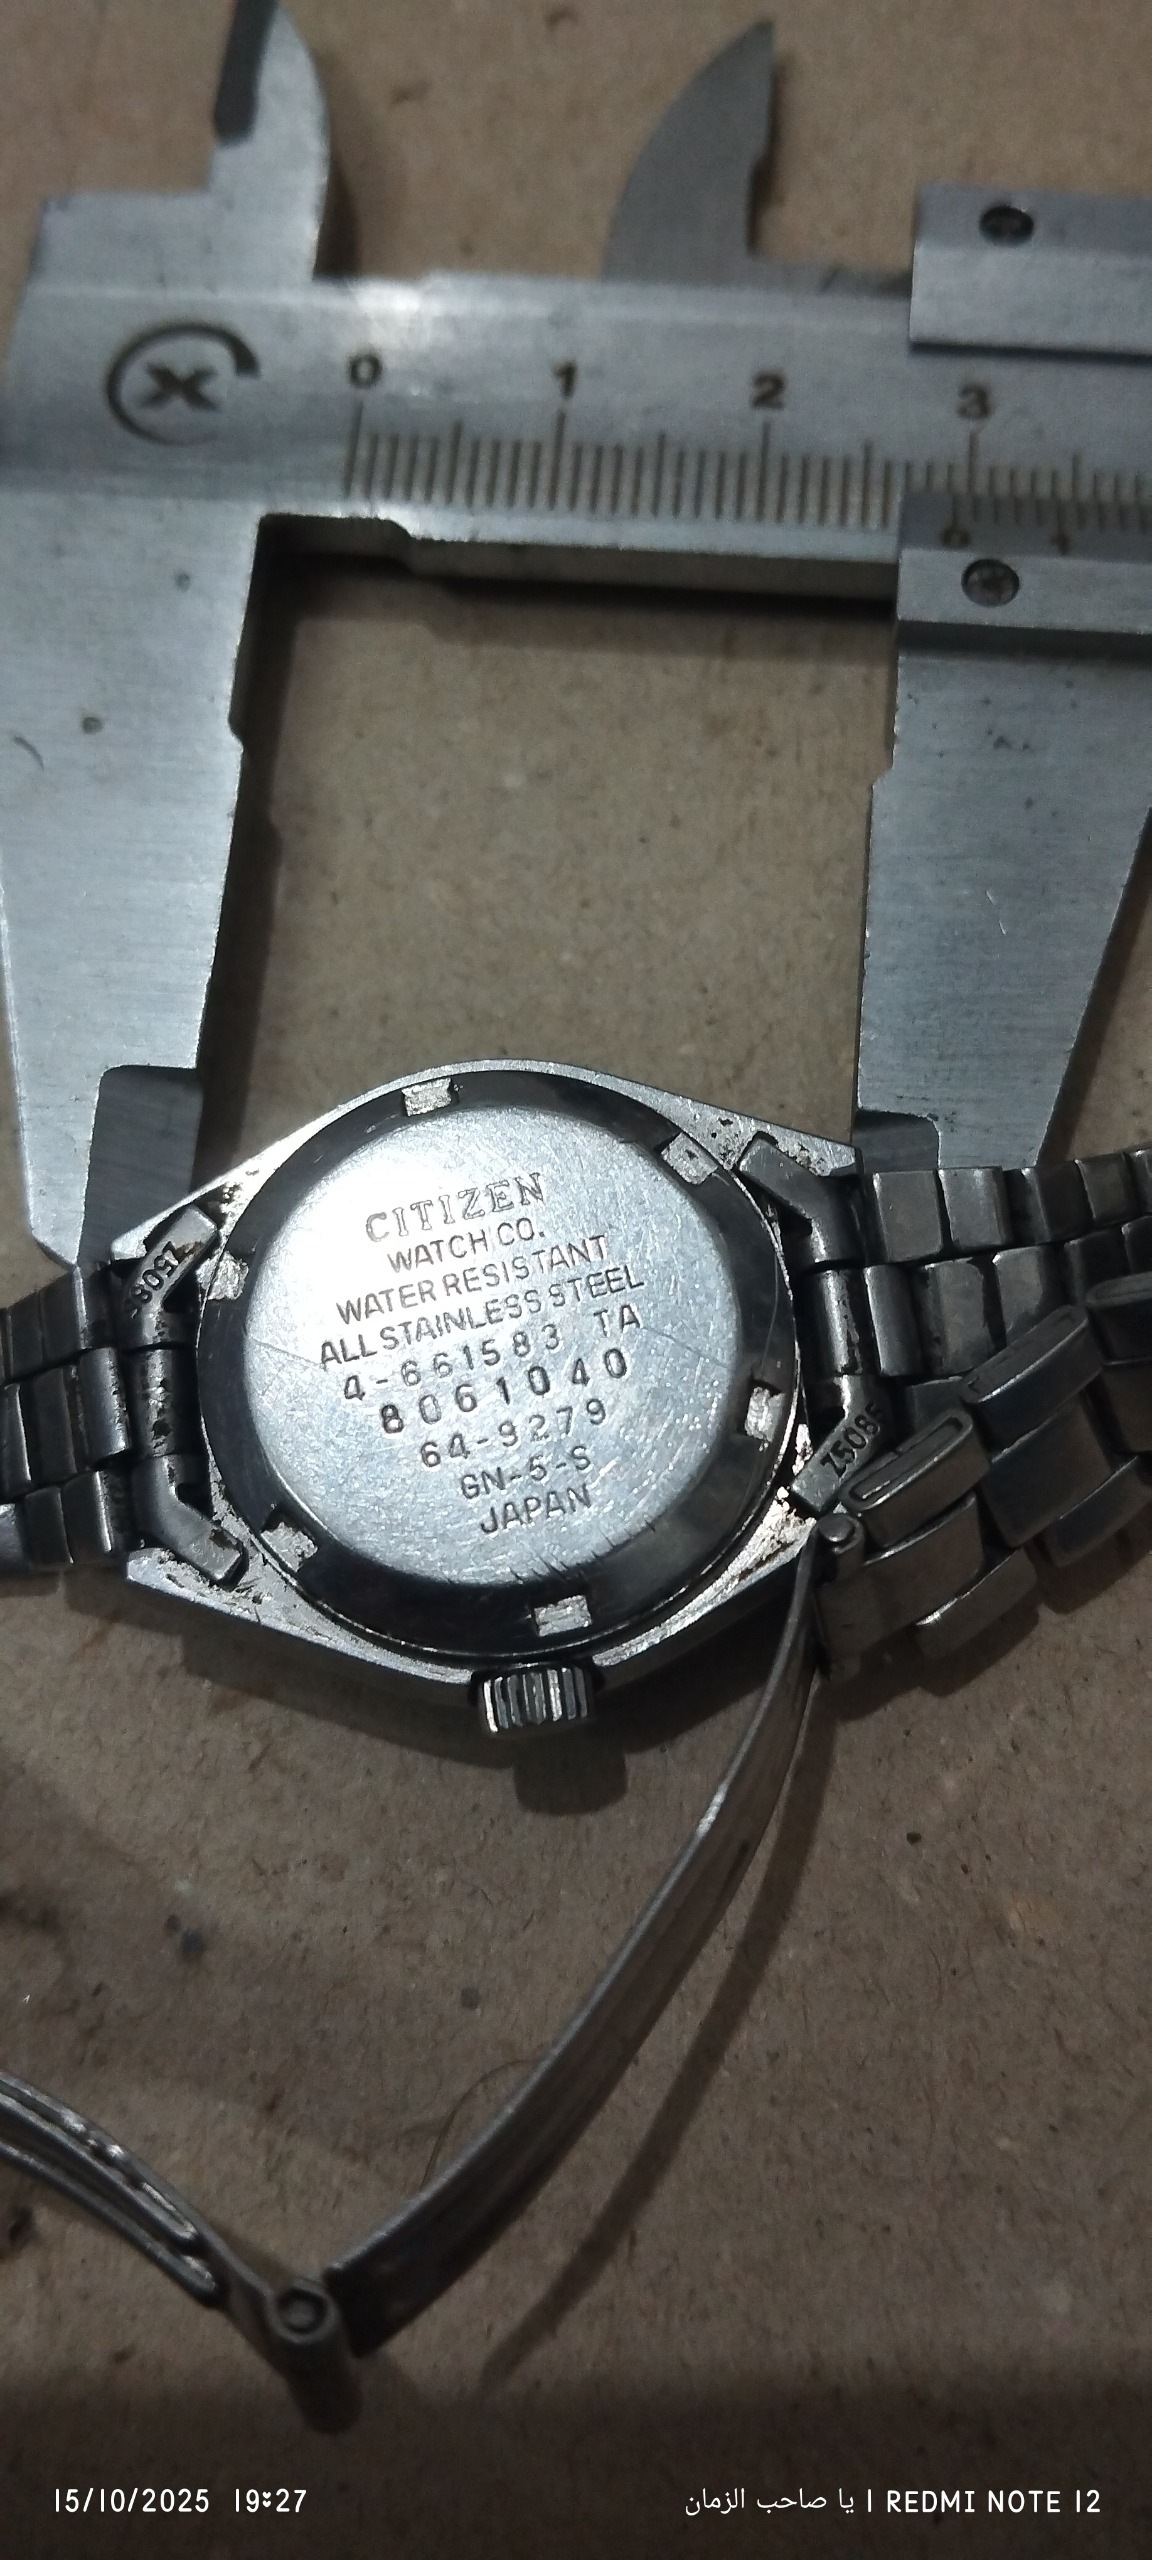 0 1 2 3
0 1
CITIZEN
WATCH CO.
WATER RESISTANT
ALL STAINLESS STEEL
4-661583 TA
8061040
64-9279
GN-5-S
JAPAN
Z5085
Z5085
15/10/2025 19:27
يا صاحب الزمان | REDMI NOTE 12